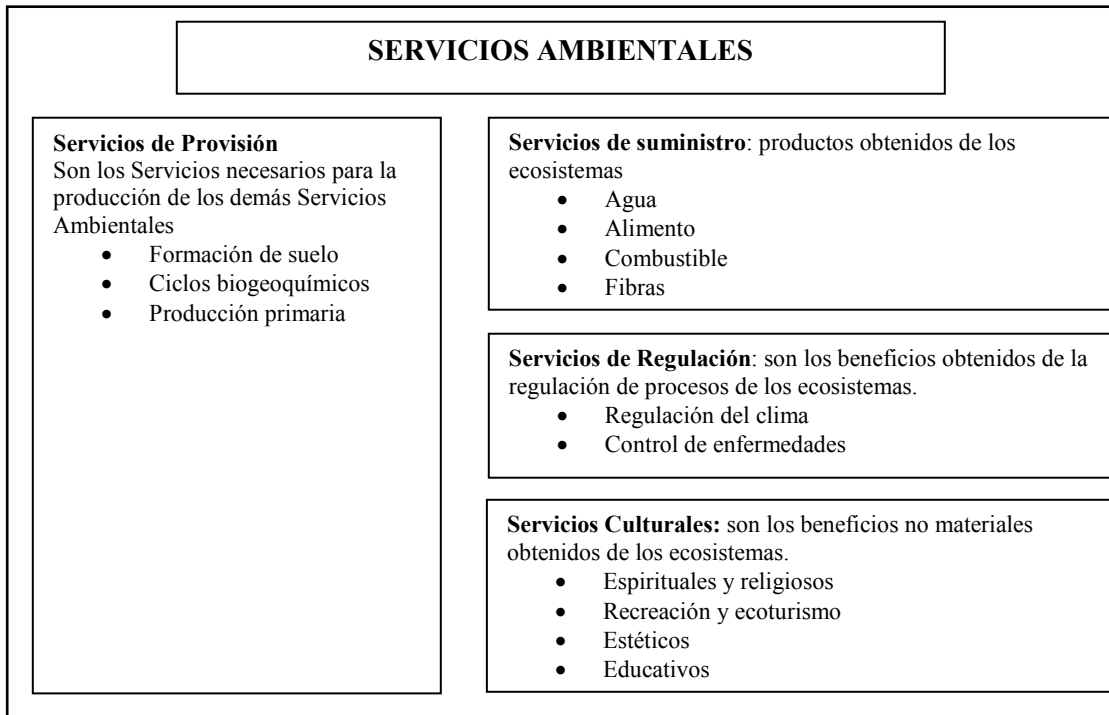 SERVICIOS AMBIENTALES
Servicios de Provisión
Son los Servicios necesarios para la
producción de los demás Servicios
Ambientales
• Formación de suelo
• Ciclos biogeoquímicos
• Producción primaria
Servicios de suministro: productos obtenidos de los
ecosistemas
• Agua
• Alimento
• Combustible
• Fibras
Servicios de Regulación: son los beneficios obtenidos de la
regulación de procesos de los ecosistemas.
• Regulación del clima
• Control de enfermedades
Servicios Culturales: son los beneficios no materiales
obtenidos de los ecosistemas.
• Espirituales y religiosos
• Recreación y ecoturismo
• Estéticos
• Educativos